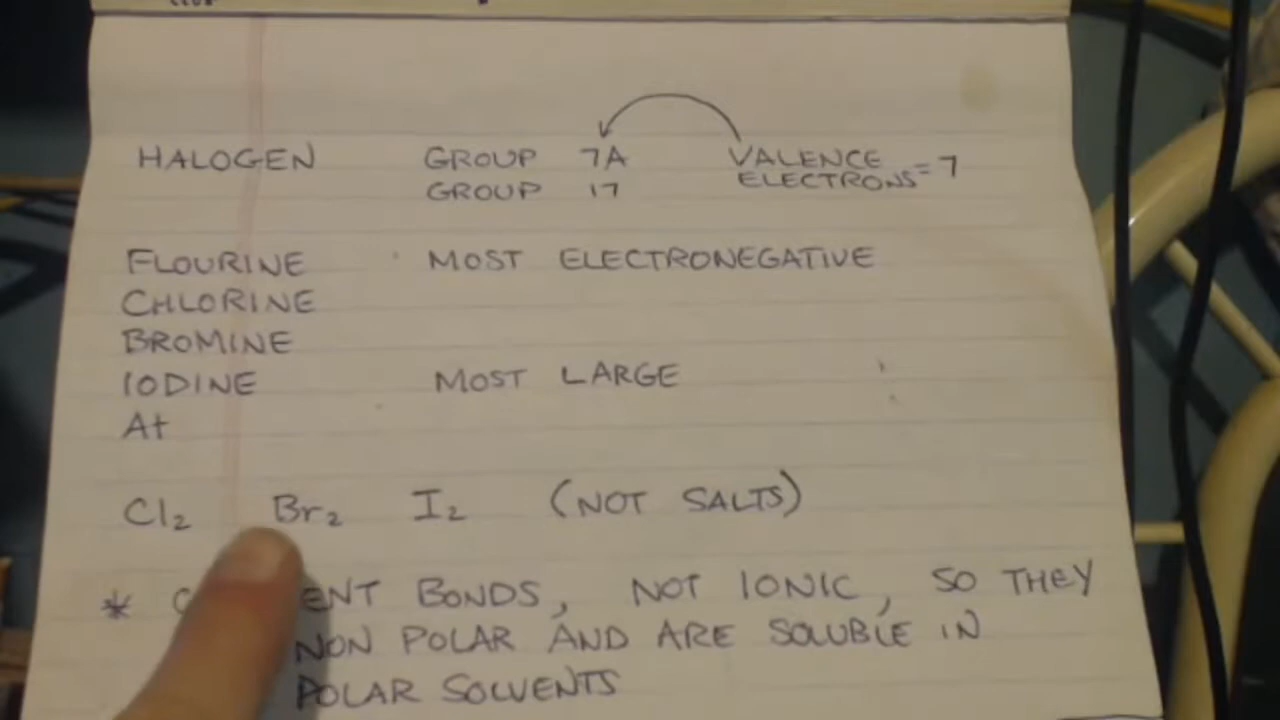 HALOGEN GROUP 7A VALENCE
GROUP 17 ELECTRONS = 7
FLOURINE MOST ELECTRONEGATIVE
CHLORINE
BROMINE
IODINE MOST LARGE
At
Cl₂ Br₂ I₂ (NOT SALTS)
* BONDS, NOT IONIC, SO THEY
NON POLAR AND ARE SOLUBLE IN
POLAR SOLVENTS